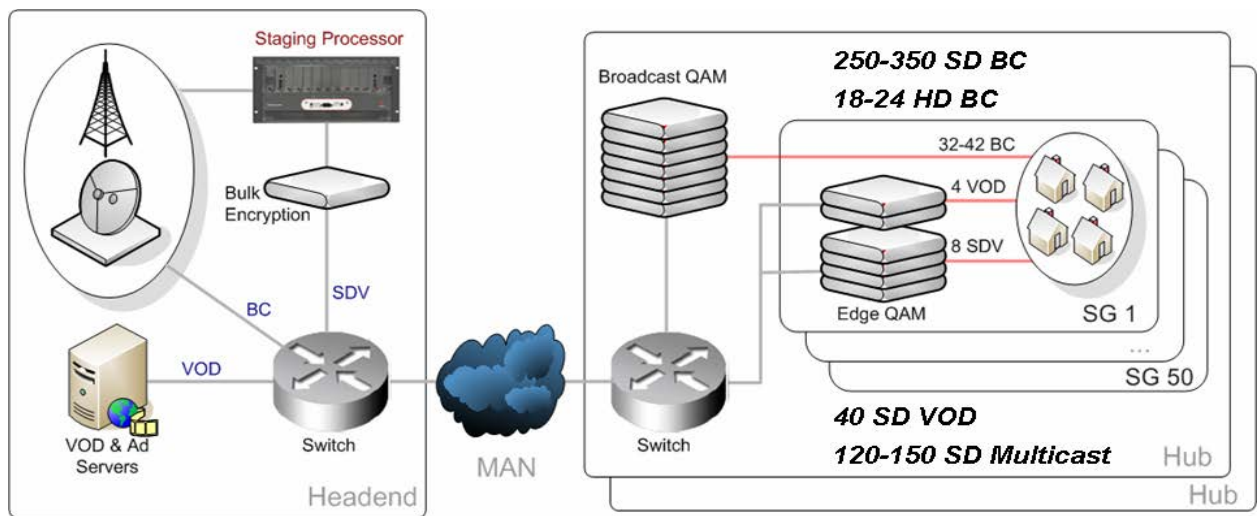 Staging Processor
Bulk
Encryption
SDV
BC
VOD
VOD & Ad
Servers
Switch
Headend
MAN
250-350 SD BC
18-24 HD BC
Broadcast QAM
32-42 BC
4 VOD
8 SDV
Edge QAM
SG 1
...
SG 50
Switch
40 SD VOD
120-150 SD Multicast
Hub
Hub